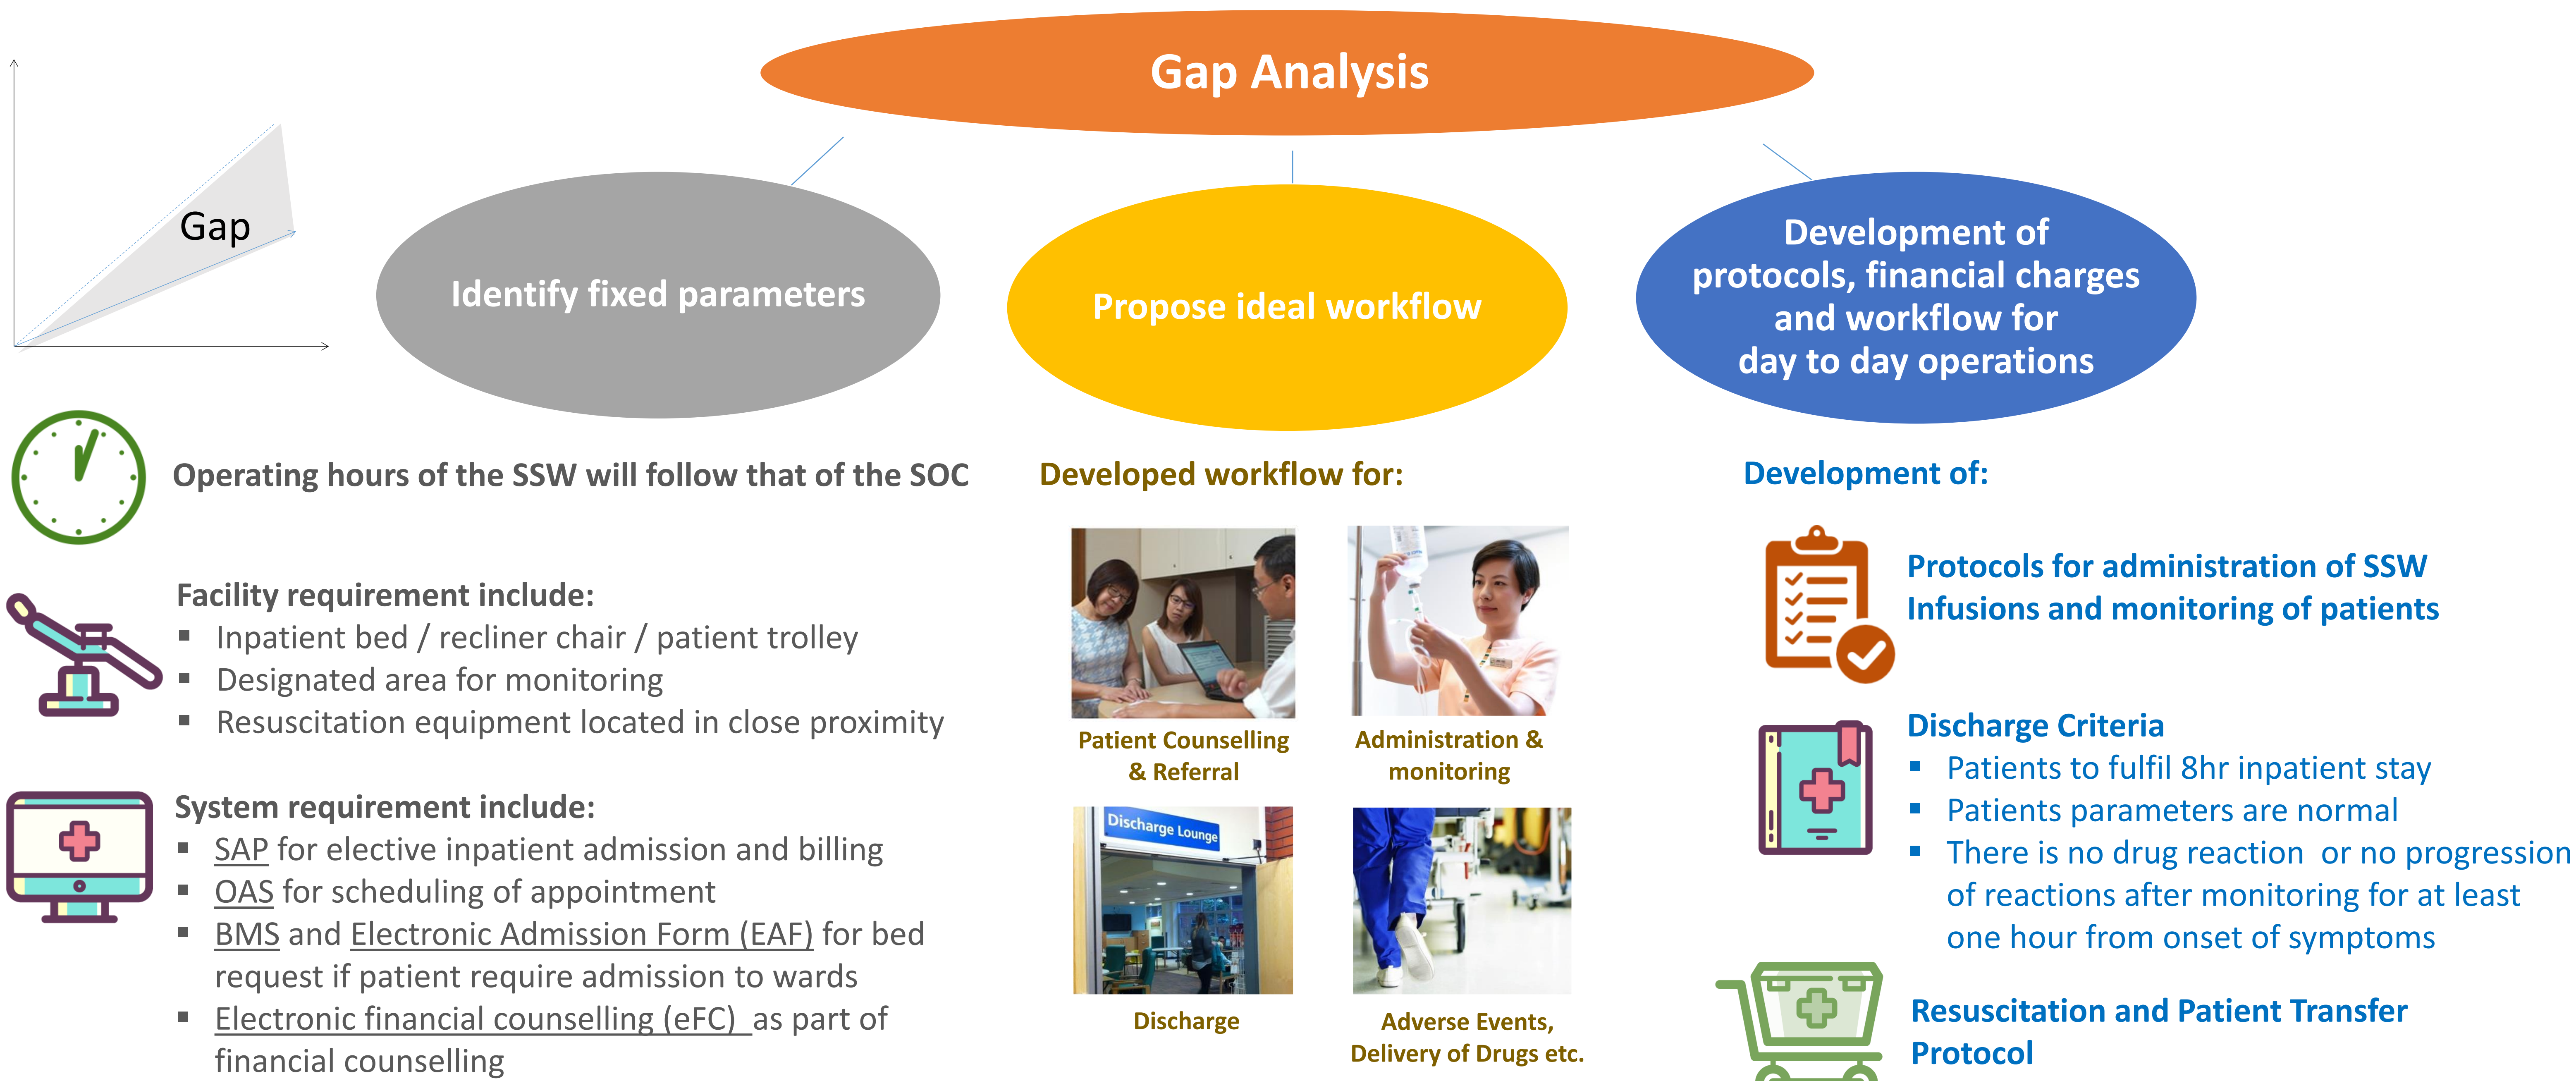 Gap Analysis
Gap
Identify fixed parameters
Propose ideal workflow
Development of
protocols, financial charges
and workflow for
day to day operations
Operating hours of the SSW will follow that of the SOC
Facility requirement include:
▪ Inpatient bed / recliner chair / patient trolley
▪ Designated area for monitoring
▪ Resuscitation equipment located in close proximity
System requirement include:
▪ SAP for elective inpatient admission and billing
▪ OAS for scheduling of appointment
▪ BMS and Electronic Admission Form (EAF) for bed
request if patient require admission to wards
▪ Electronic financial counselling (eFC) as part of
financial counselling
Developed workflow for:
Patient Counselling
& Referral
Administration &
monitoring
Discharge Lounge
Discharge
Adverse Events,
Delivery of Drugs etc.
Development of:
Protocols for administration of SSW
Infusions and monitoring of patients
Discharge Criteria
▪ Patients to fulfil 8hr inpatient stay
▪ Patients parameters are normal
▪ There is no drug reaction or no progression
of reactions after monitoring for at least
one hour from onset of symptoms
Resuscitation and Patient Transfer
Protocol